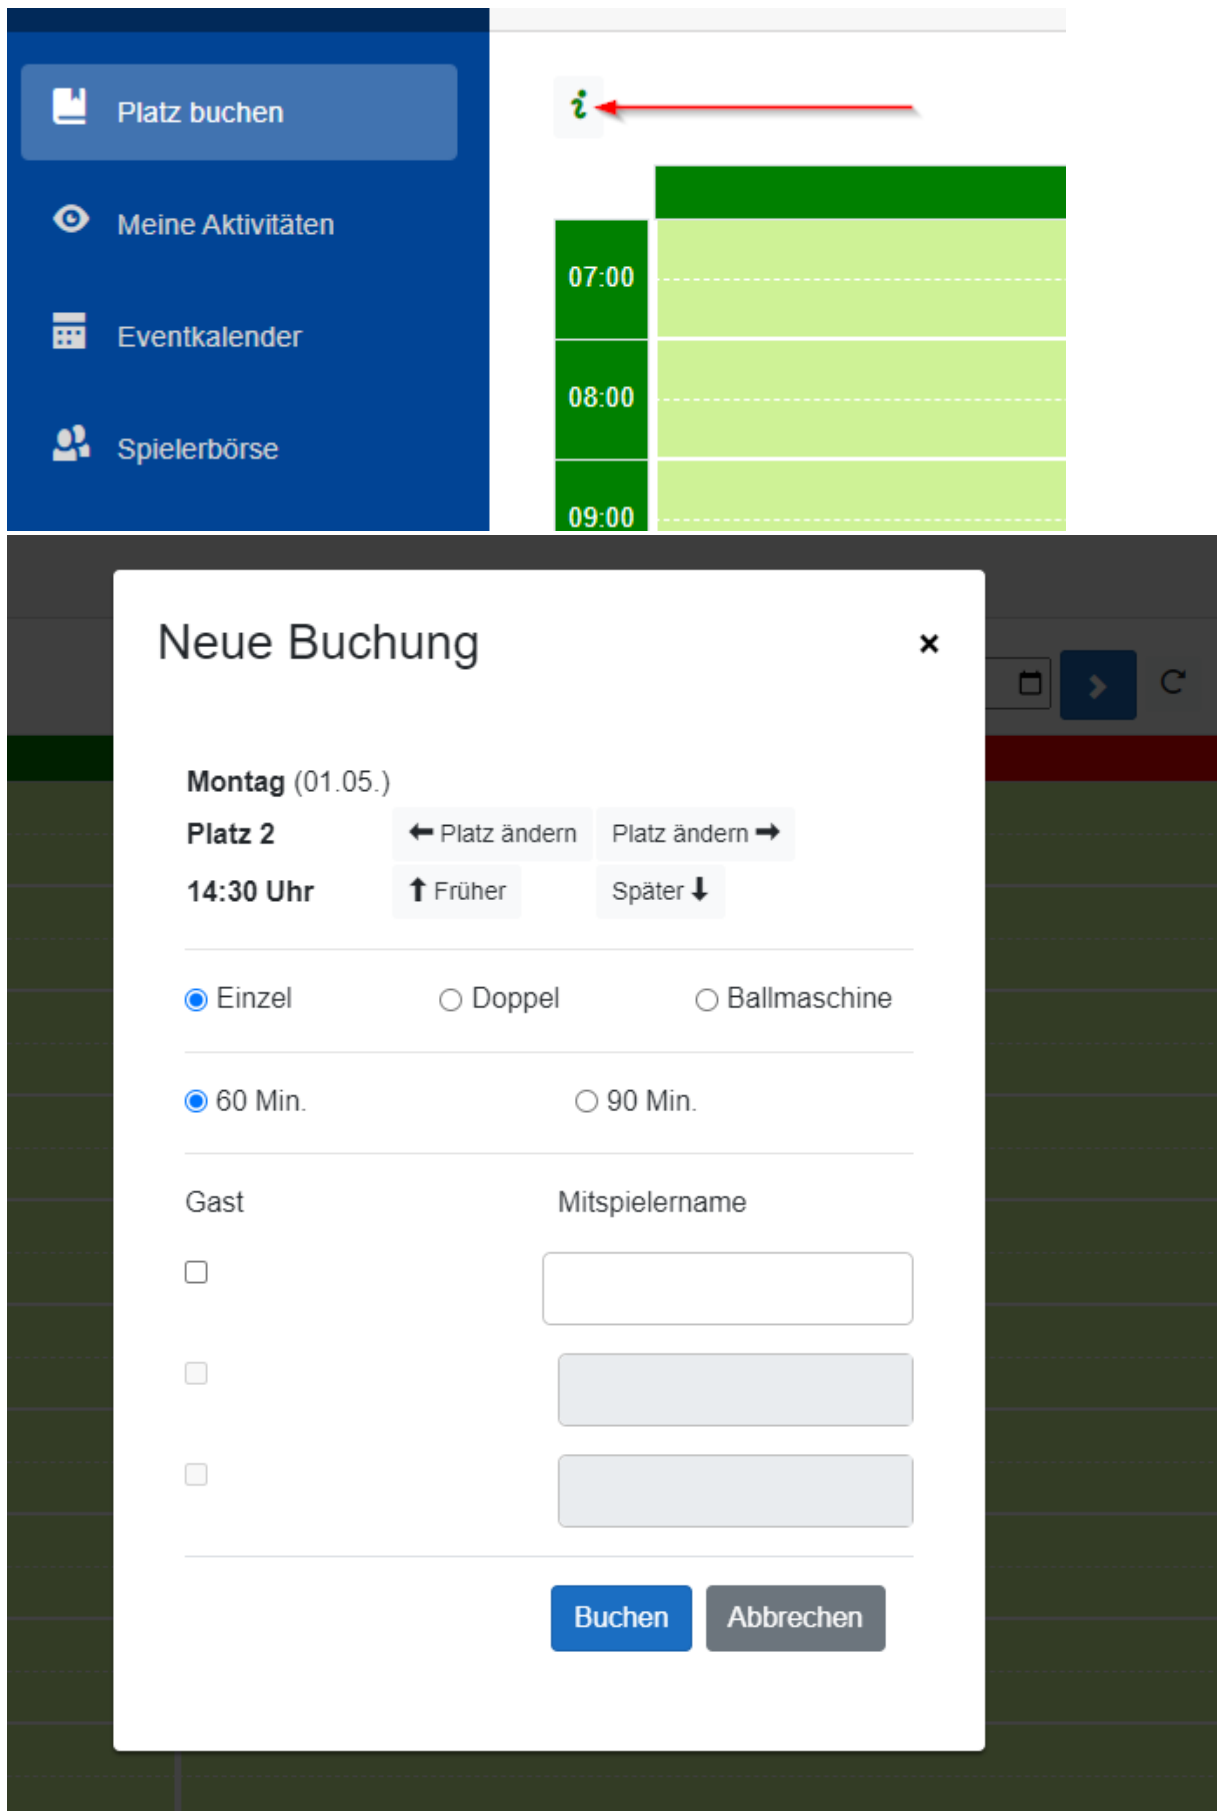 Platz buchen
Meine Aktivitäten
Eventkalender
Spielerbörse
i
07:00
08:00
09:00
Neue Buchung
Montag (01.05.)
Platz 2 Platz ändern Platz ändern
14:30 Uhr Früher Später
Einzel Doppel Ballmaschine
60 Min. 90 Min.
Gast Mitspielername
Buchen Abbrechen